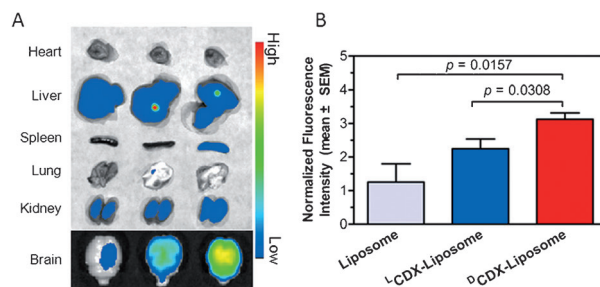 A
Heart
Liver
Spleen
Lung
Kidney
Brain
High
Low
B
Normalized Fluorescence
Intensity (mean ± SEM)
5
4
3
2
1
0
p = 0.0157
p = 0.0308
Liposome
LCDX-Liposome
DCDX-Liposome